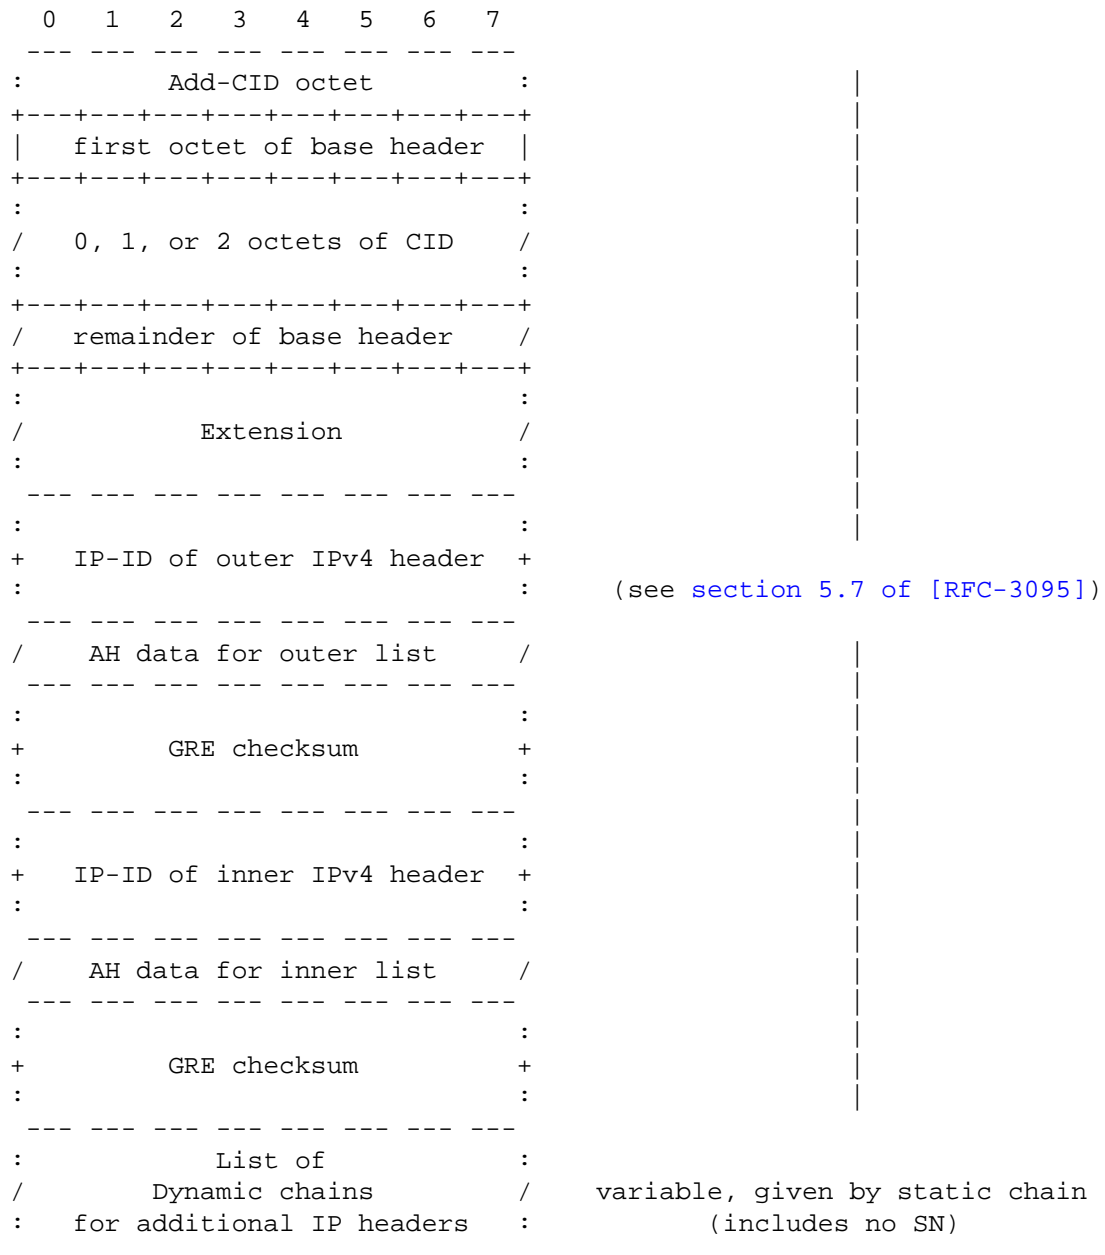 0   1   2   3   4   5   6   7
 --- --- --- --- --- --- --- ---
:         Add-CID octet         :                    |
+---+---+---+---+---+---+---+---+                    |
|   first octet of base header  |                    |
+---+---+---+---+---+---+---+---+                    |
:                               :                    |
/   0, 1, or 2 octets of CID    /                    |
:                               :                    |
+---+---+---+---+---+---+---+---+                    |
/   remainder of base header    /                    |
+---+---+---+---+---+---+---+---+                    |
:                               :                    |
/           Extension           /                    |
:                               :                    |
 --- --- --- --- --- --- --- ---                     |
:                               :                    |
+   IP-ID of outer IPv4 header  +
:                               :     (see section 5.7 of [RFC-3095])
 --- --- --- --- --- --- --- ---
/    AH data for outer list     /                    |
 --- --- --- --- --- --- --- ---                     |
:                               :                    |
+         GRE checksum          +                    |
:                               :                    |
 --- --- --- --- --- --- --- ---                     |
:                               :                    |
+   IP-ID of inner IPv4 header  +                    |
:                               :                    |
 --- --- --- --- --- --- --- ---                     |
/    AH data for inner list     /                    |
 --- --- --- --- --- --- --- ---                     |
:                               :                    |
+         GRE checksum          +                    |
:                               :                    |
 --- --- --- --- --- --- --- ---
:            List of            :
/        Dynamic chains         /    variable, given by static chain
:   for additional IP headers   :           (includes no SN)